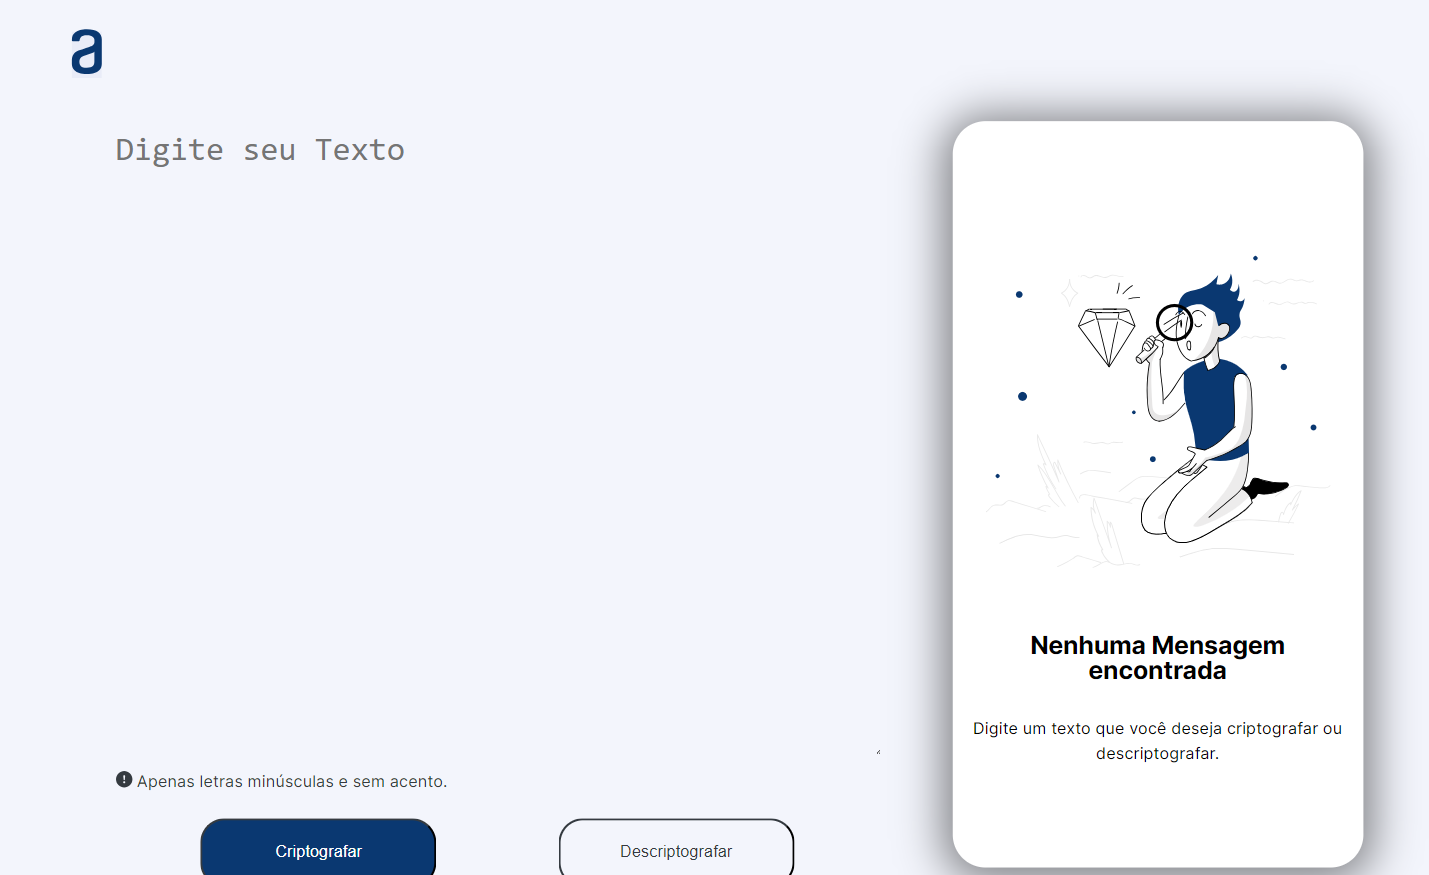 a
Digite seu Texto
Nenhuma Mensagem
encontrada
Digite um texto que você deseja criptografar ou
descriptografar.
Apenas letras minúsculas e sem acento.
Criptografar
Descriptografar